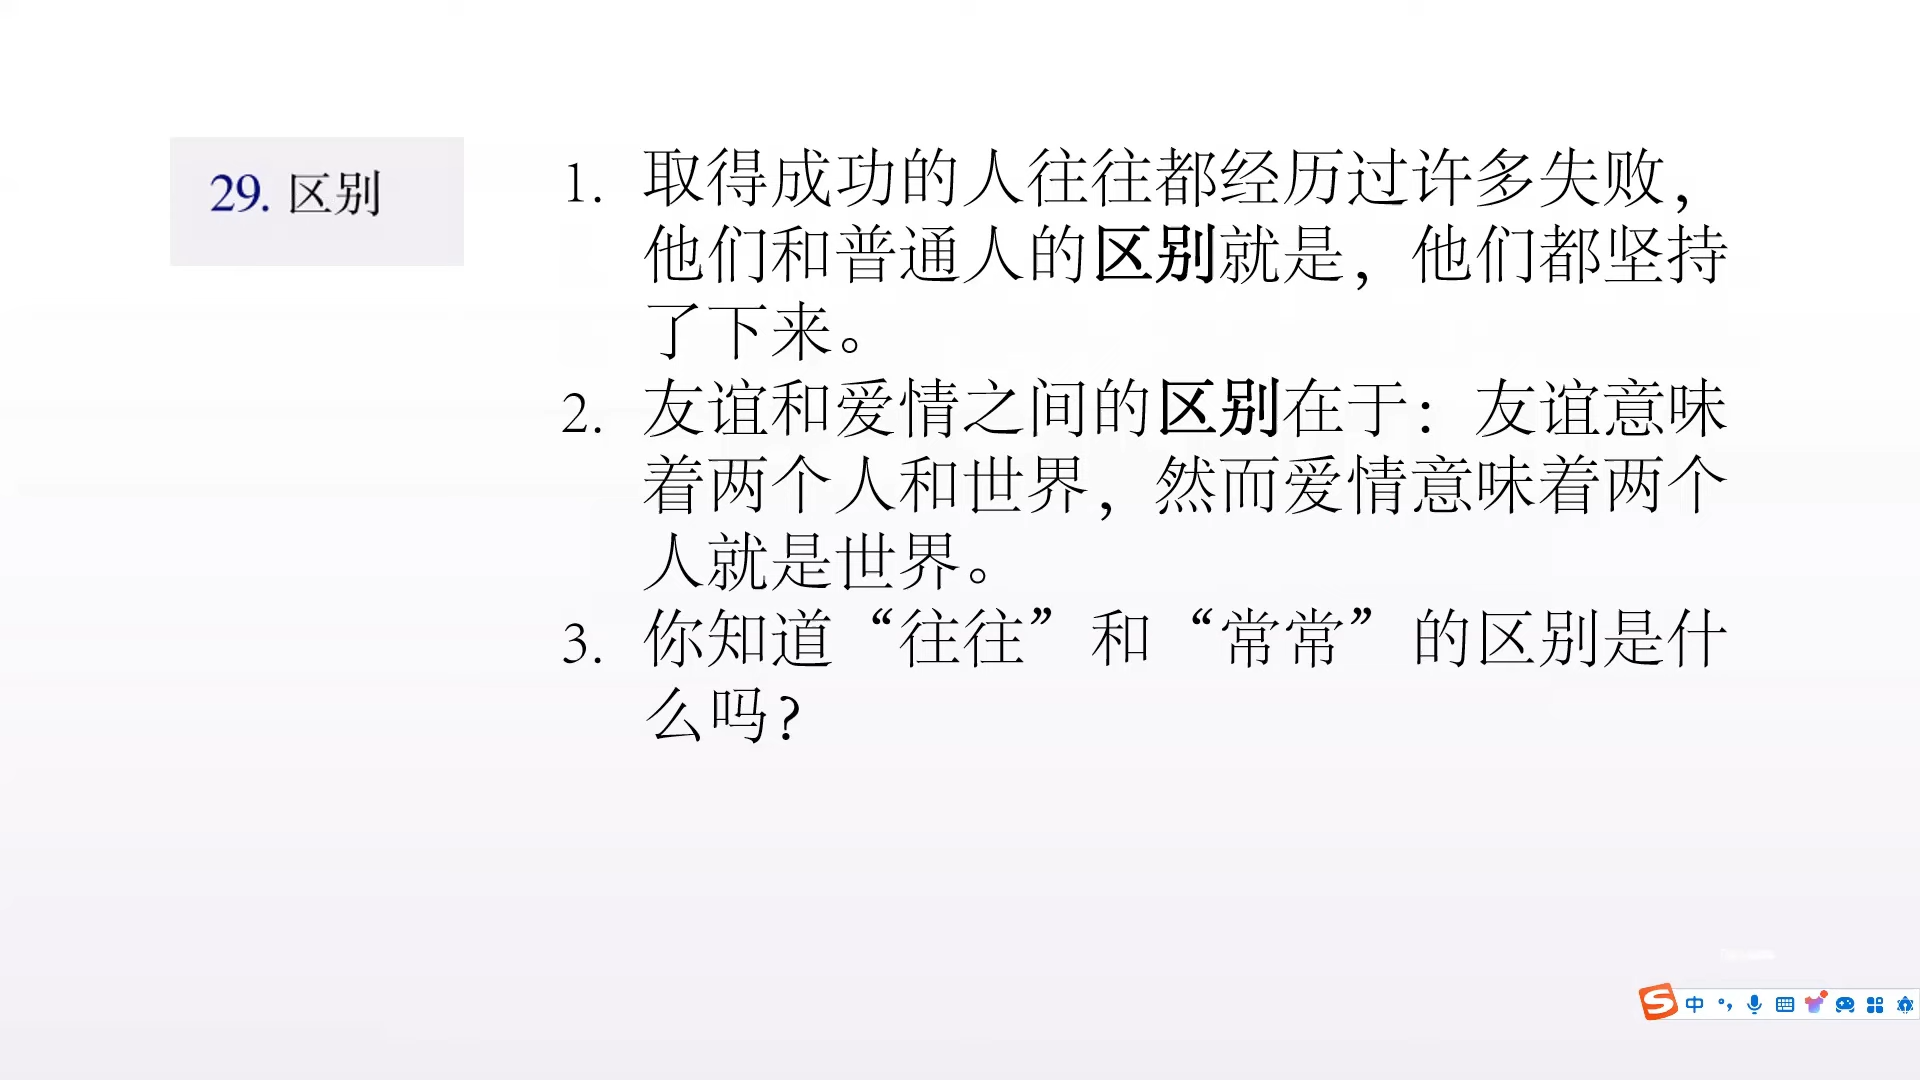 29. 区别
1. 取得成功的人往往都经历过许多失败，
他们和普通人的区别就是，他们都坚持
了下来。
2. 友谊和爱情之间的区别在于：友谊意味
着两个人和世界，然而爱情意味着两个
人就是世界。
3. 你知道“往往”和“常常”的区别是什
么吗?
中